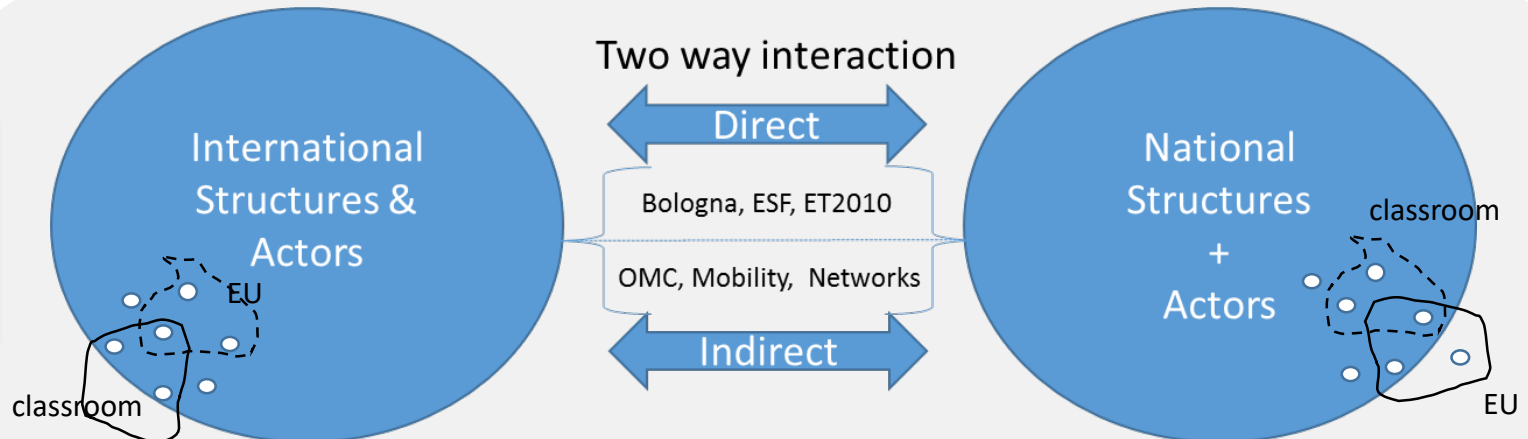 Two way interaction
Direct
International
Structures &
Actors
Bologna, ESF, ET2010
OMC, Mobility, Networks
Indirect
National
Structures
+
Actors
EU
classroom
classroom
EU